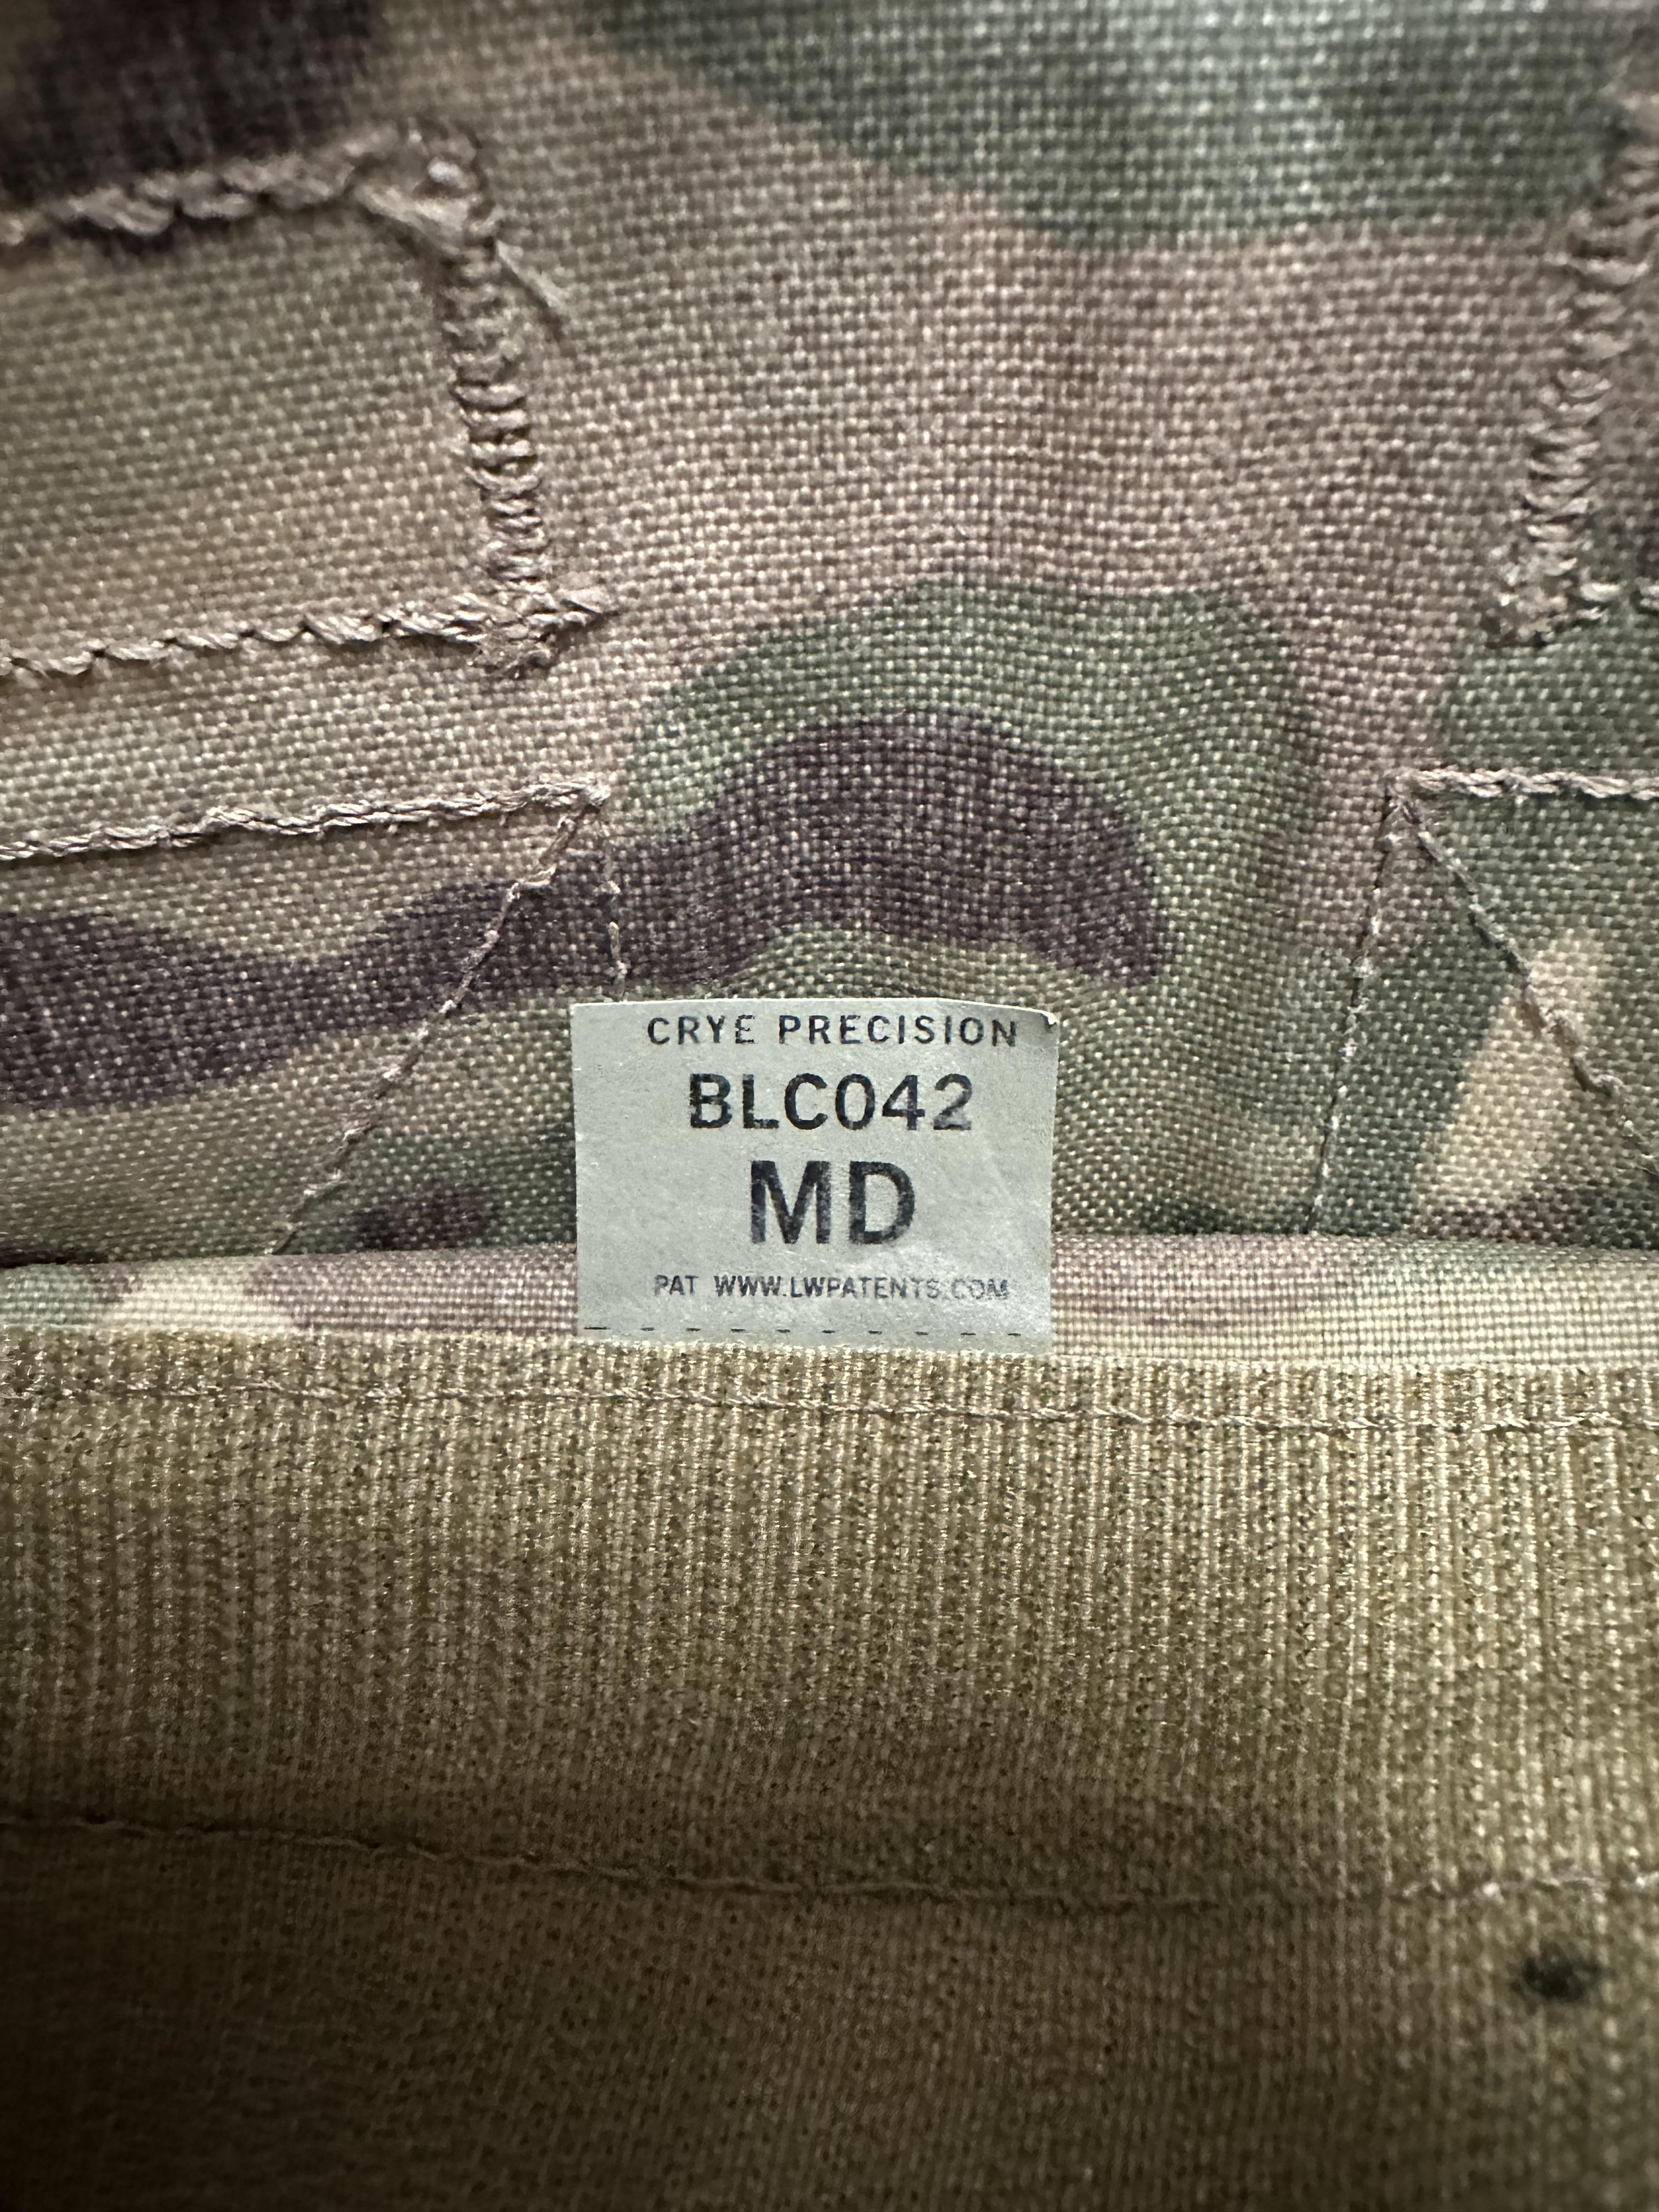 CRYE PRECISION
BLC042
MD
PAT WWW.LWPATENTS.COM